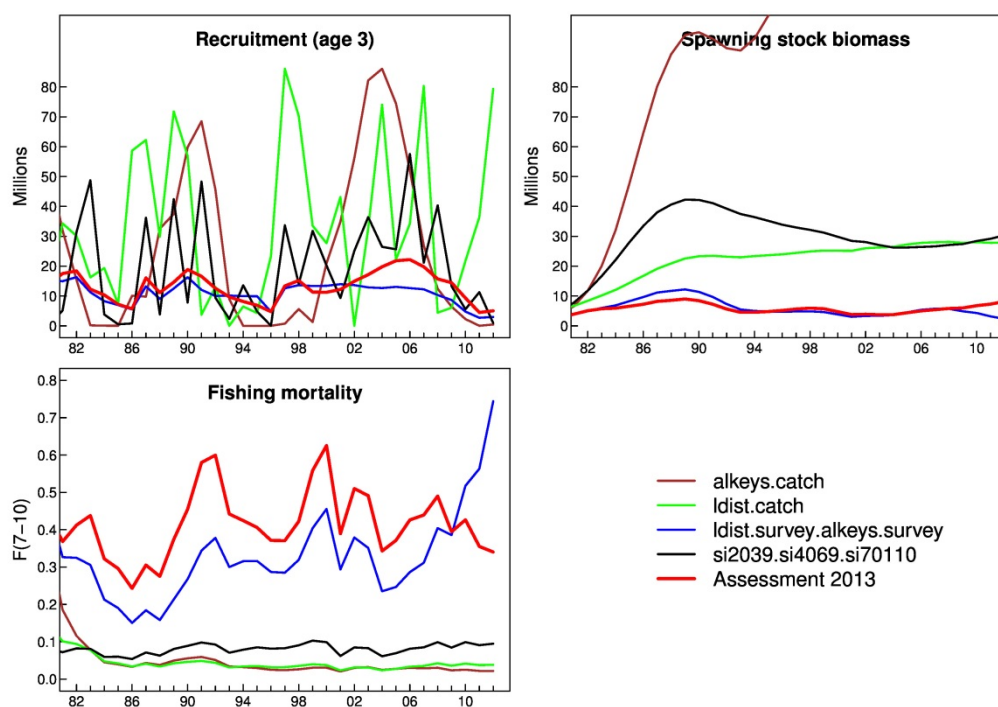 Recruitment (age 3)
Millions
80
70
60
50
40
30
20
10
0
82 86 90 94 98 02 06 10
Spawning stock biomass
Millions
80
70
60
50
40
30
20
10
0
82 86 90 94 98 02 06 10
Fishing mortality
F(7−10)
0.8
0.7
0.6
0.5
0.4
0.3
0.2
0.1
0.0
82 86 90 94 98 02 06 10
alkeys.catch
ldist.catch
ldist.survey.alkeys.survey
si2039.si4069.si70110
Assessment 2013